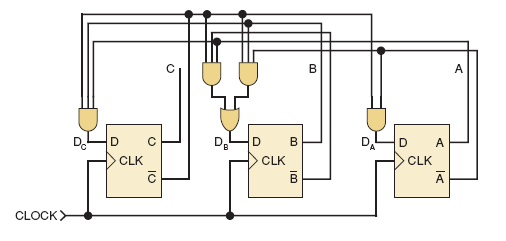 C B A
D_C D C D_B D B D_A D A
CLK CLK CLK
C̅ B̅ A̅
CLOCK